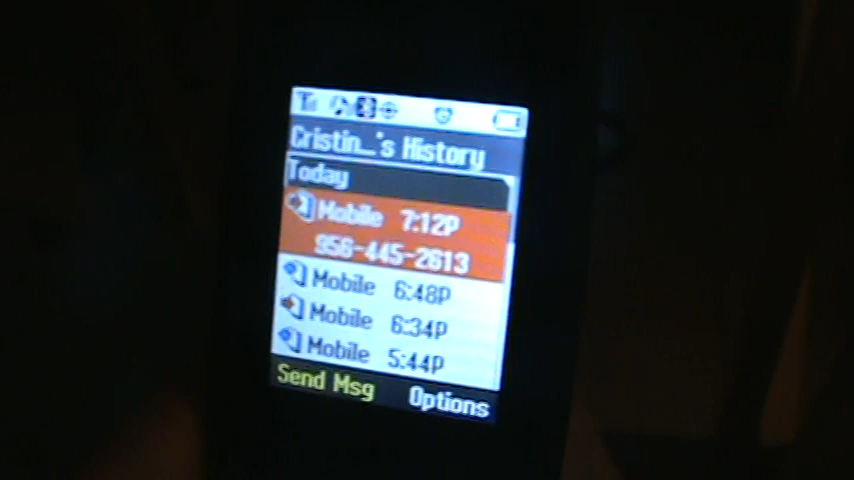 Cristin...'s History
Today
Mobile 7:12P
956-445-2613
Mobile 6:48P
Mobile 6:34P
Mobile 5:44P
Send Msg Options